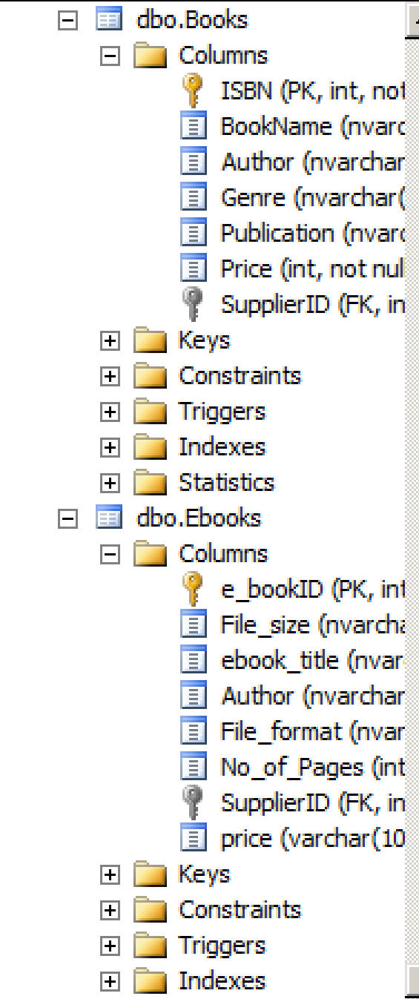 dbo.Books
Columns
ISBN (PK, int, not
BookName (nvarc
Author (nvarchar
Genre (nvarchar(
Publication (nvarc
Price (int, not nul
SupplierID (FK, in
Keys
Constraints
Triggers
Indexes
Statistics
dbo.Ebooks
Columns
e_bookID (PK, int
File_size (nvarcha
ebook_title (nvar
Author (nvarchar
File_format (nvar
No_of_Pages (int
SupplierID (FK, in
price (varchar(10
Keys
Constraints
Triggers
Indexes